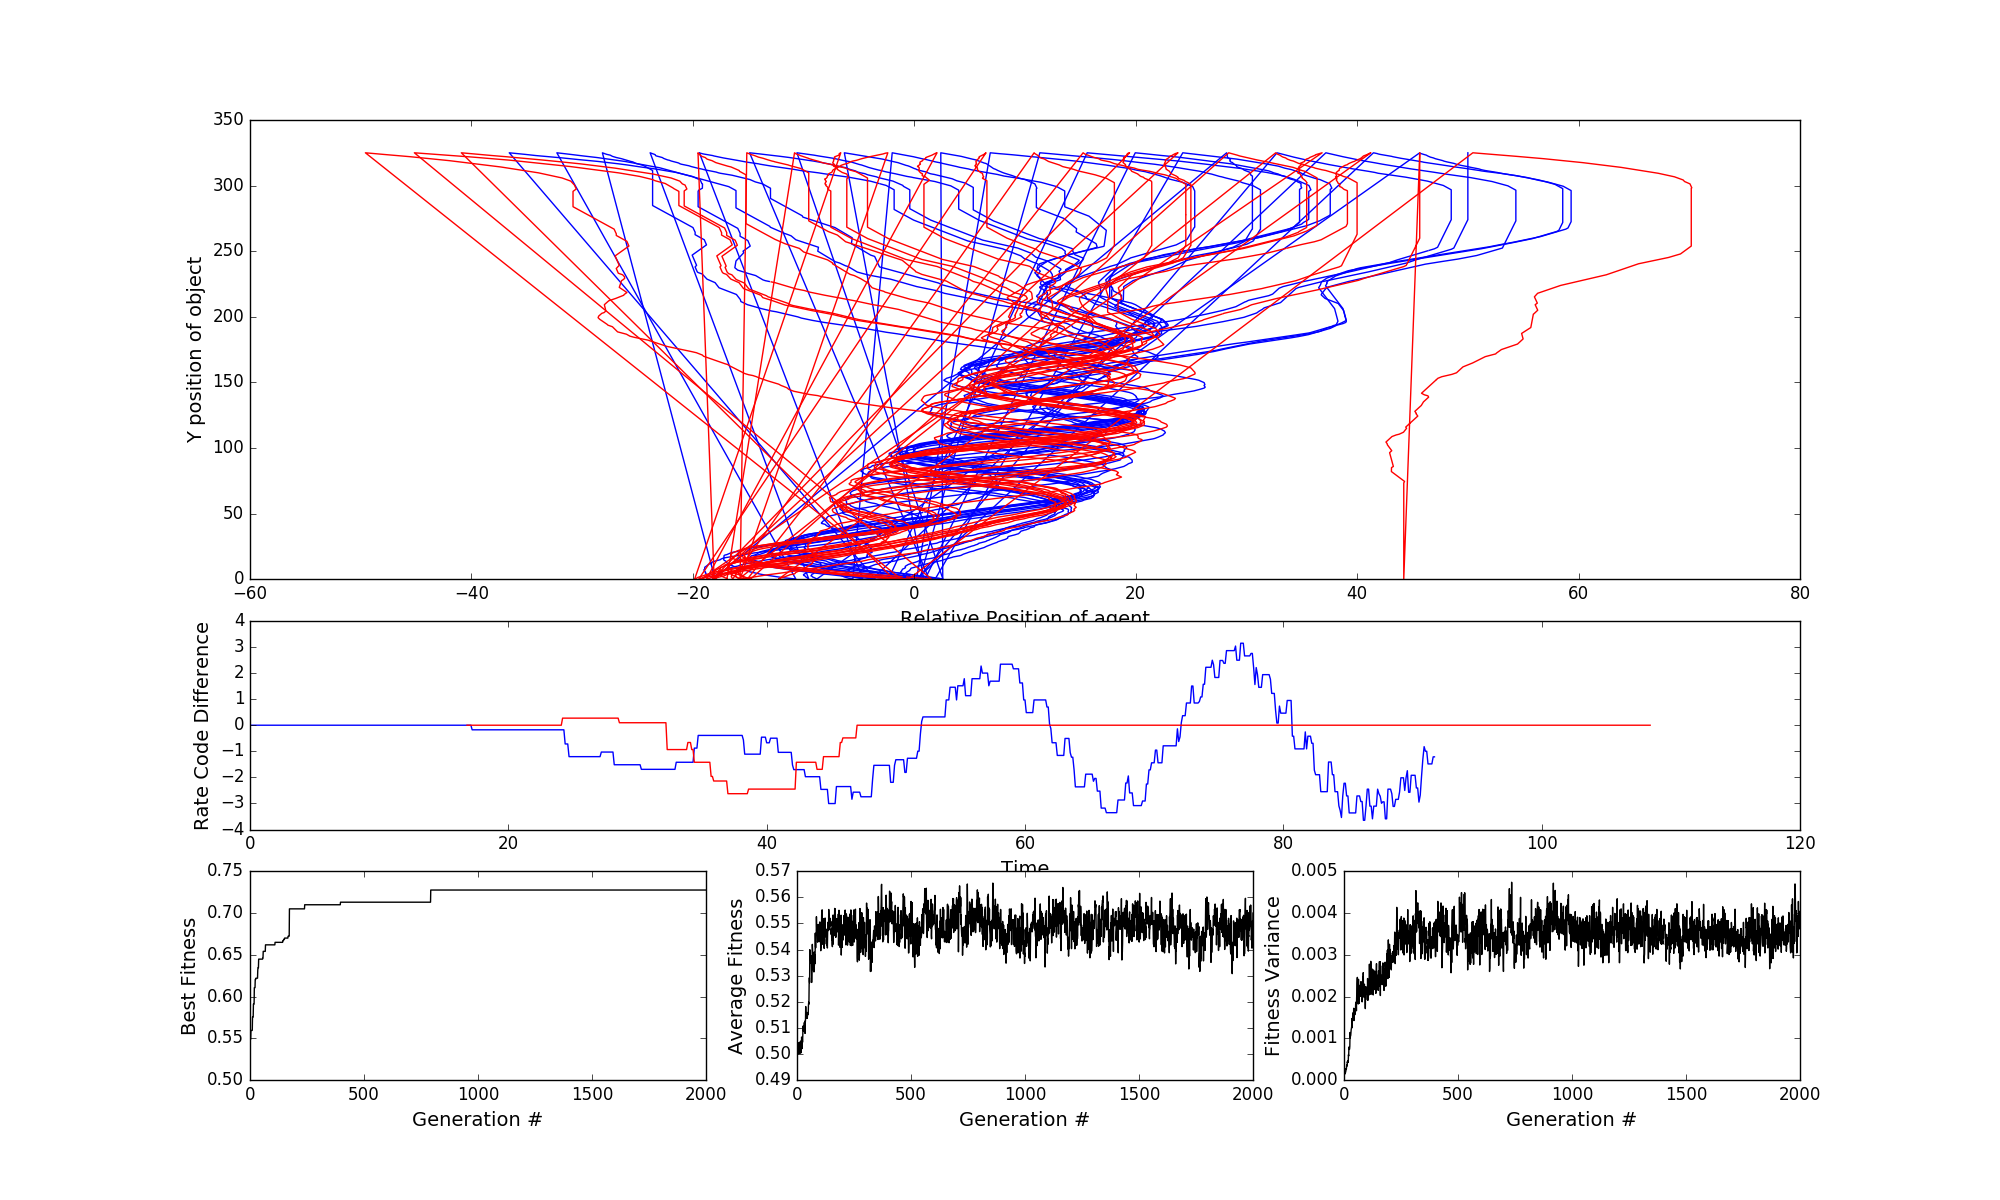 350
300
250
200
150
100
50
0
Y position of object
−60 −40 −20 0 20 40 60 80
Relative Position of agent
4
3
2
1
0
−1
−2
−3
−4
Rate Code Difference
0 20 40 60 80 100 120
Time
0.75
0.70
0.65
0.60
0.55
0.50
Best Fitness
0 500 1000 1500 2000
Generation #
0.57
0.56
0.55
0.54
0.53
0.52
0.51
0.50
0.49
Average Fitness
0 500 1000 1500 2000
Generation #
0.005
0.004
0.003
0.002
0.001
0.000
Fitness Variance
0 500 1000 1500 2000
Generation #